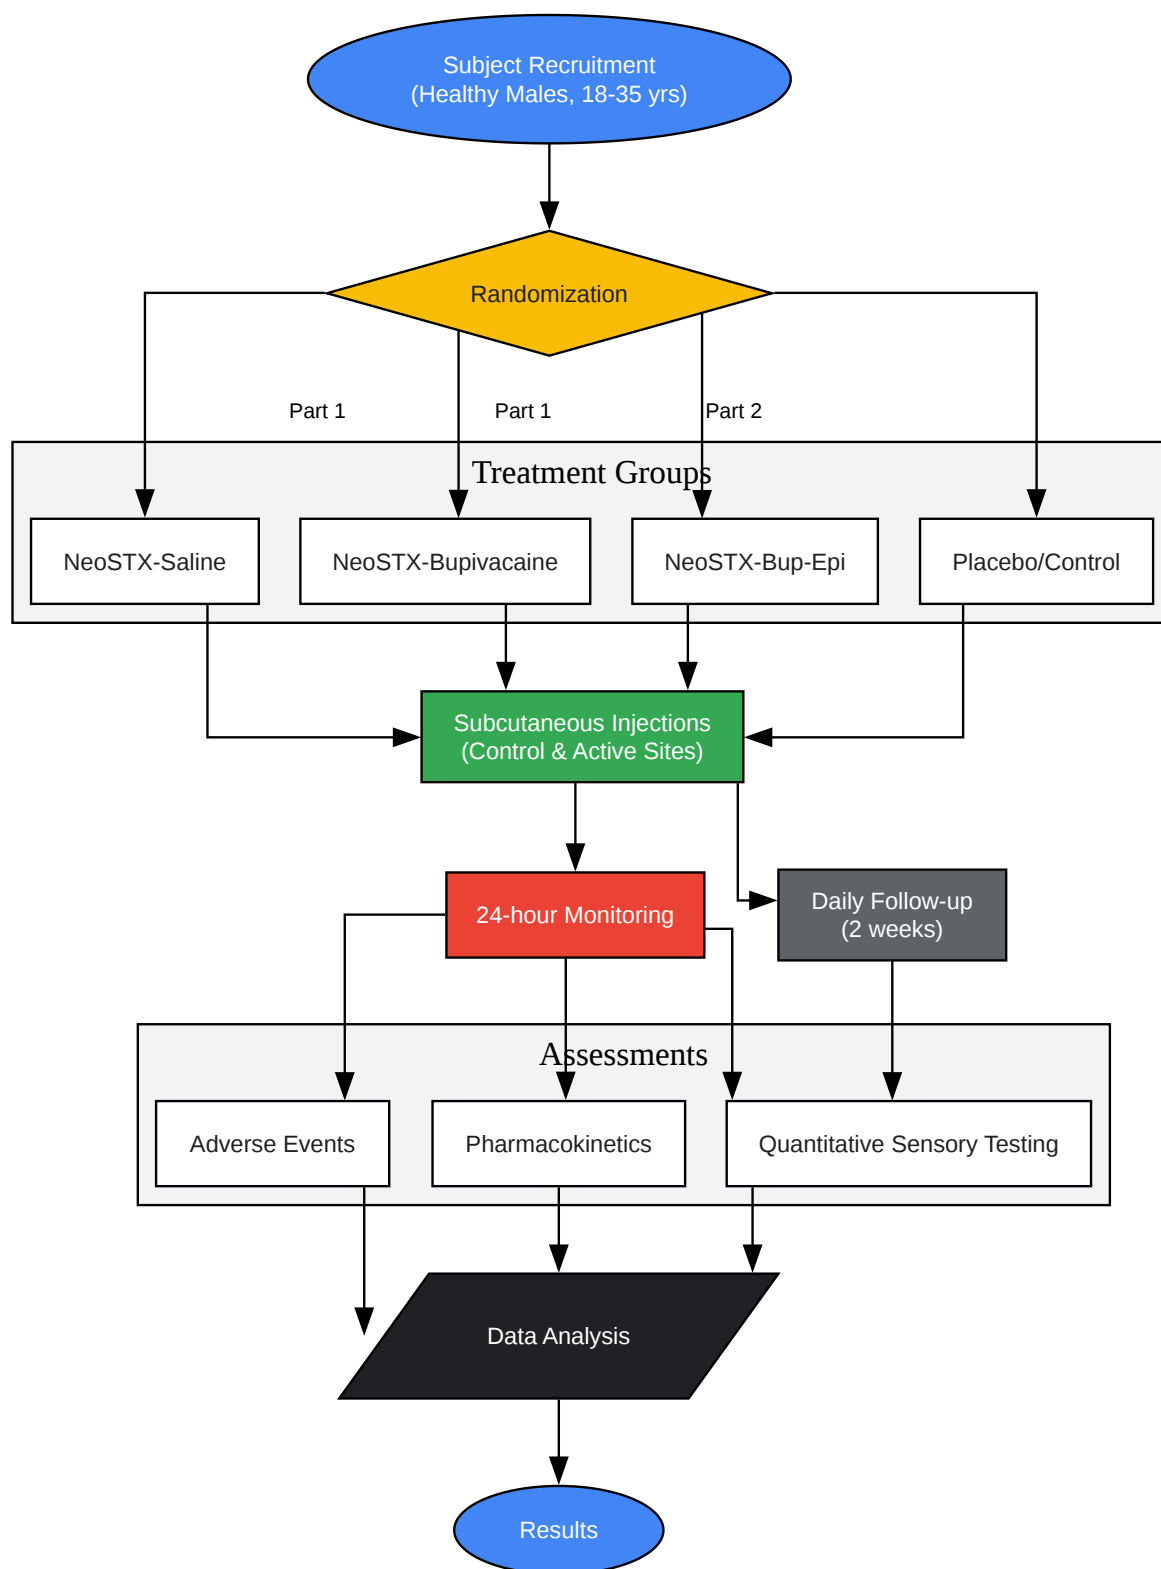 Subject Recruitment
(Healthy Males, 18-35 yrs)
Randomization
Part 1
Part 1
Part 2
Treatment Groups
NeoSTX-Saline
NeoSTX-Bupivacaine
NeoSTX-Bup-Epi
Placebo/Control
Subcutaneous Injections
(Control & Active Sites)
24-hour Monitoring
Daily Follow-up
(2 weeks)
Assessments
Adverse Events
Pharmacokinetics
Quantitative Sensory Testing
Data Analysis
Results